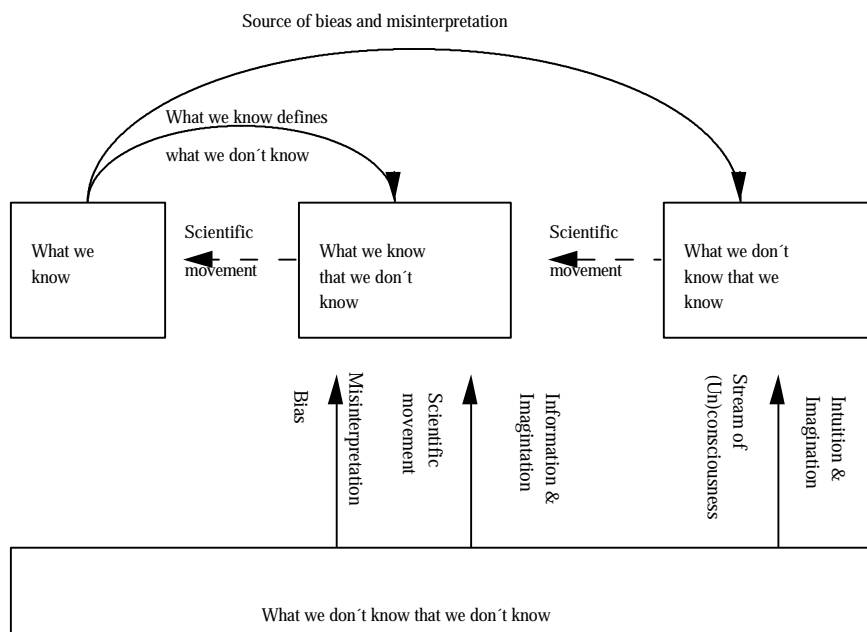 Source of bieas and misinterpretation
What we know defines
what we don´t know
What we
know
Scientific
movement
What we know
that we don´t
know
Scientific
movement
What we don´t
know that we
know
Bias
Misinterpretation
Scientific
movement
Information &
Imagintation
Stream of
(Un)consciousness
Intuition &
Imagination
What we don´t know that we don´t know